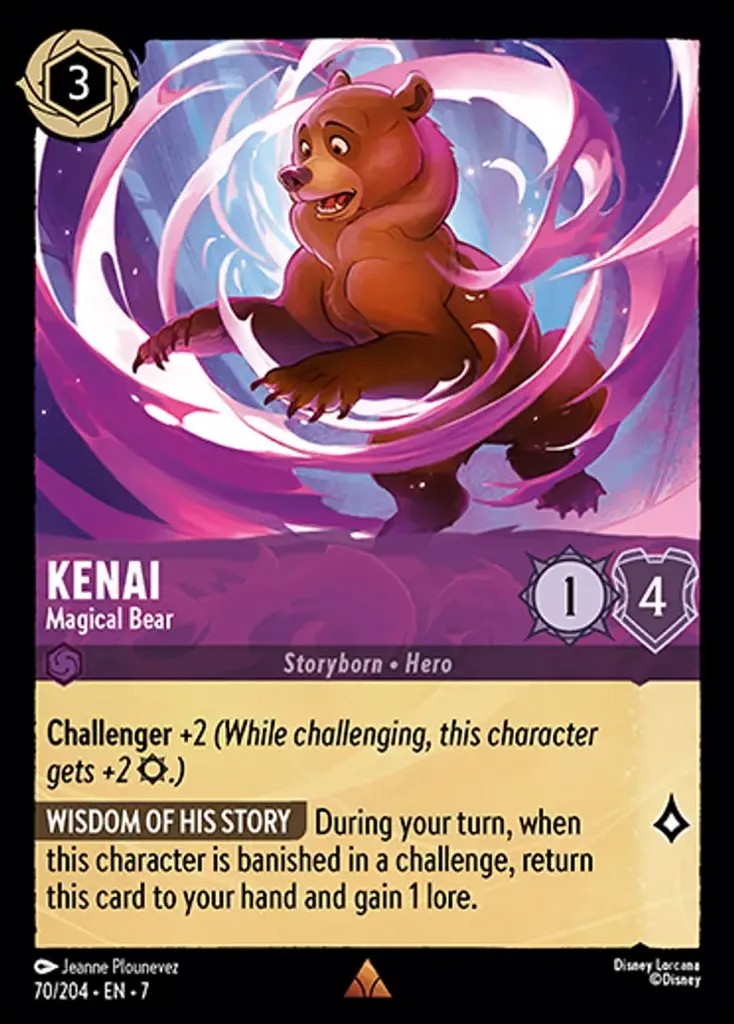 3
KENAI
Magical Bear
1
4
Storyborn • Hero
Challenger +2 (While challenging, this character
gets +2 .)
WISDOM OF HIS STORY During your turn, when
this character is banished in a challenge, return
this card to your hand and gain 1 lore.
Jeanne Plounevez
Disney Lorcana
70/204 • EN • 7
©Disney